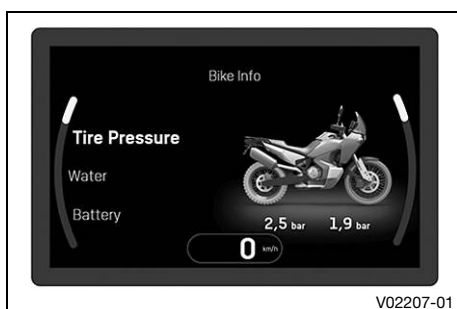 Bike Info
Tire Pressure
Water
Battery
2,5 bar 1,9 bar
0 km/h
V02207-01